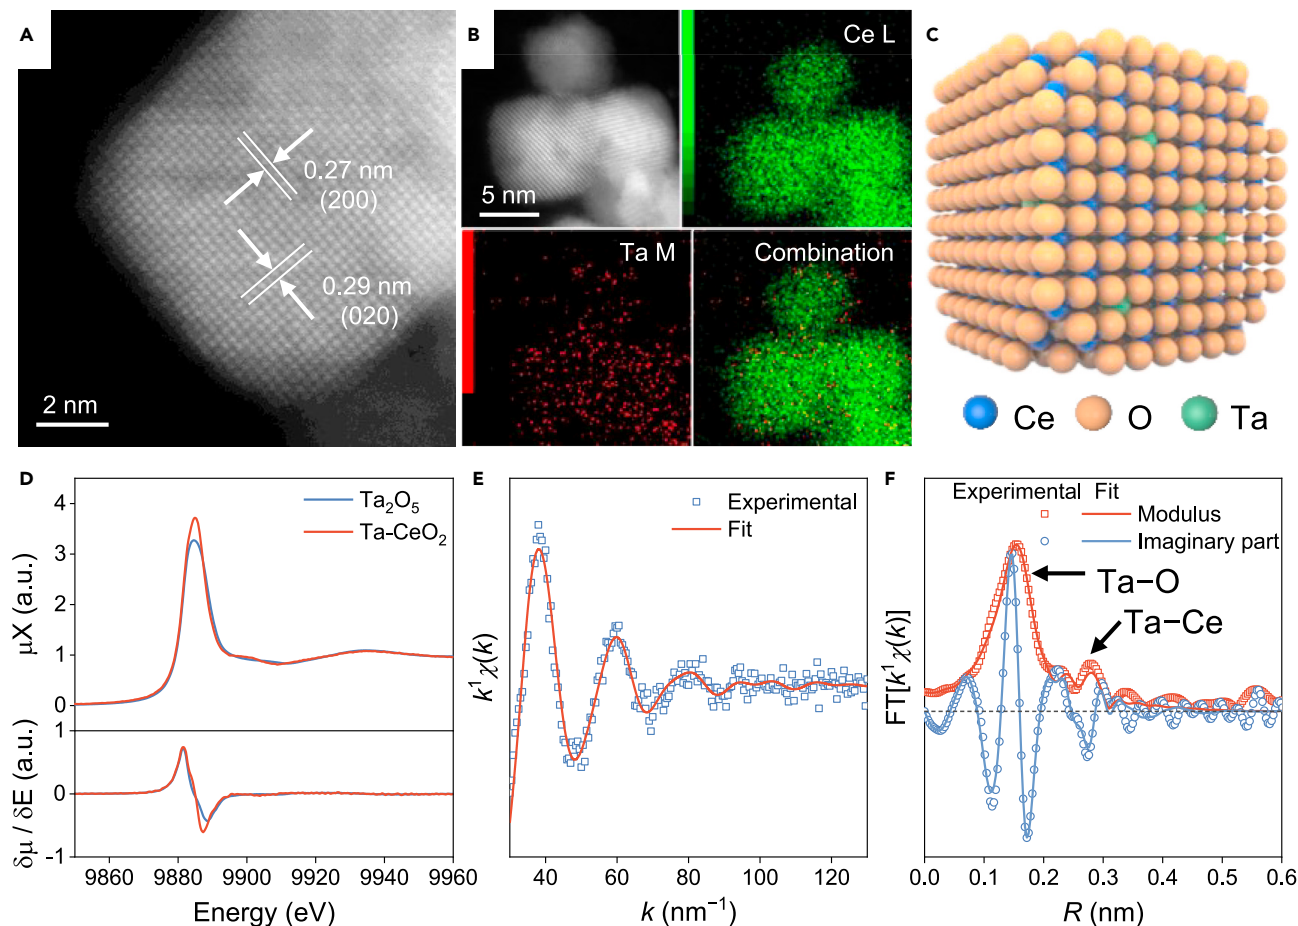 A
0.27 nm
(200)
0.29 nm
(020)
2 nm
B
Ce L
5 nm
Ta M
Combination
C
Ce O Ta
D
4
3
2
1
0
1
0
-1
µX (a.u.)
δµ / δE (a.u.)
Ta₂O₅
Ta-CeO₂
9860 9880 9900 9920 9940 9960
Energy (eV)
E
Experimental
Fit
k¹χ(k)
40 60 80 100 120
k (nm⁻¹)
F
Experimental Fit
Modulus
Imaginary part
Ta–O
Ta–Ce
FT[k¹χ(k)]
0.0 0.1 0.2 0.3 0.4 0.5 0.6
R (nm)